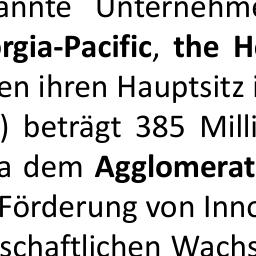 annte Unternehme
orgia-Pacific, the H
en ihren Hauptsitz i
) beträgt 385 Milli
a dem Agglomerat
Förderung von Inno
schaftlichen Wachs